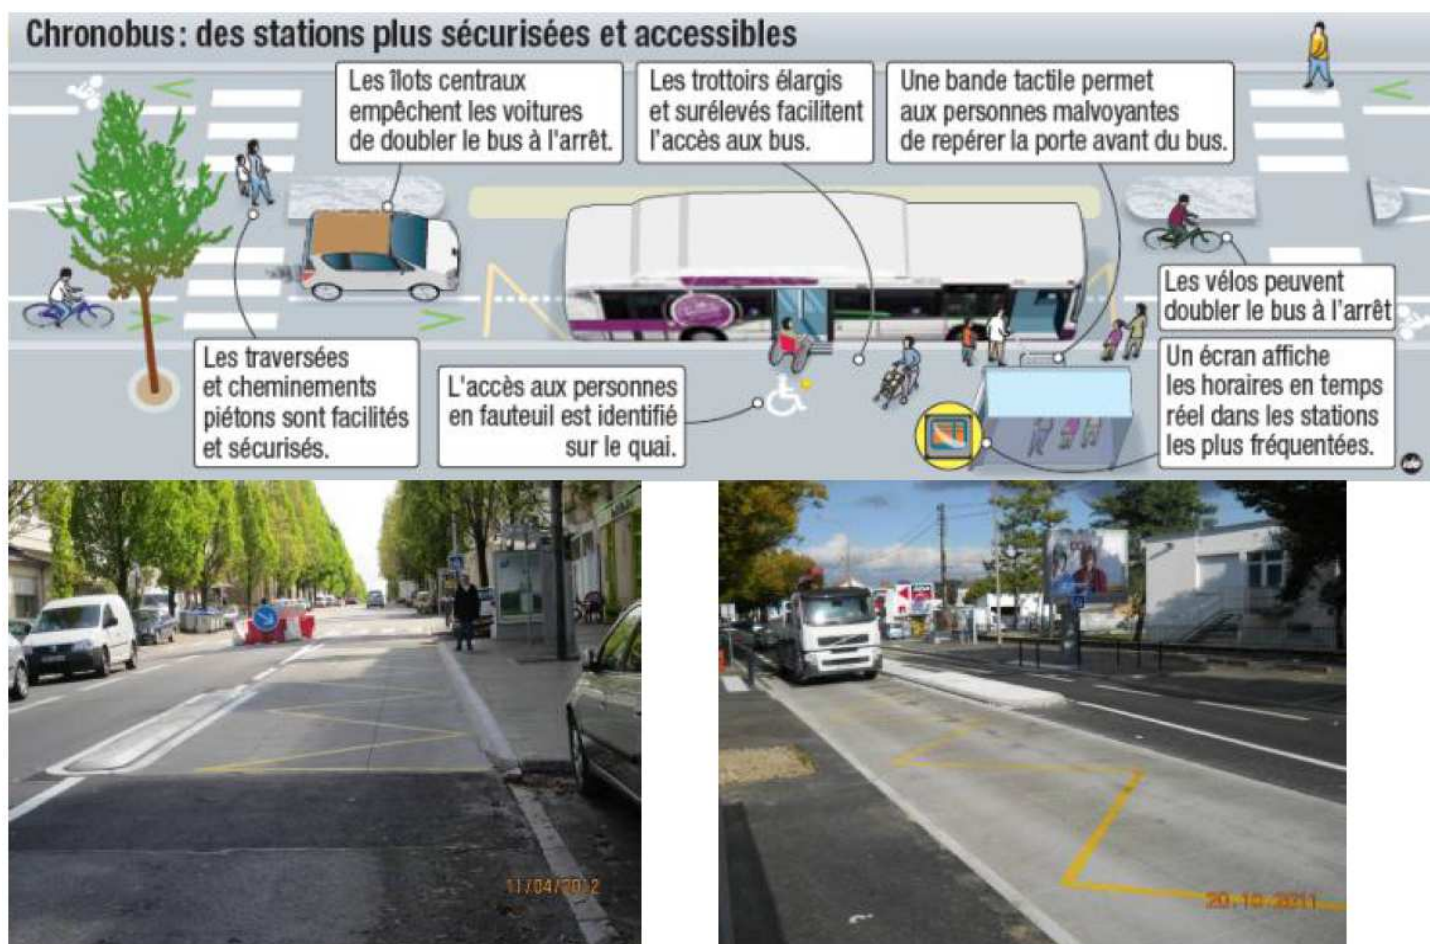 Chronobus : des stations plus sécurisées et accessibles
Les îlots centraux
empêchent les voitures
de doubler le bus à l'arrêt.
Les trottoirs élargis
et surélevés facilitent
l'accès aux bus.
Une bande tactile permet
aux personnes malvoyantes
de repérer la porte avant du bus.
Les vélos peuvent
doubler le bus à l'arrêt
Les traversées
et cheminements
piétons sont facilités
et sécurisés.
L'accès aux personnes
en fauteuil est identifié
sur le quai.
Un écran affiche
les horaires en temps
réel dans les stations
les plus fréquentées.
11/04/2012
20.10.2011